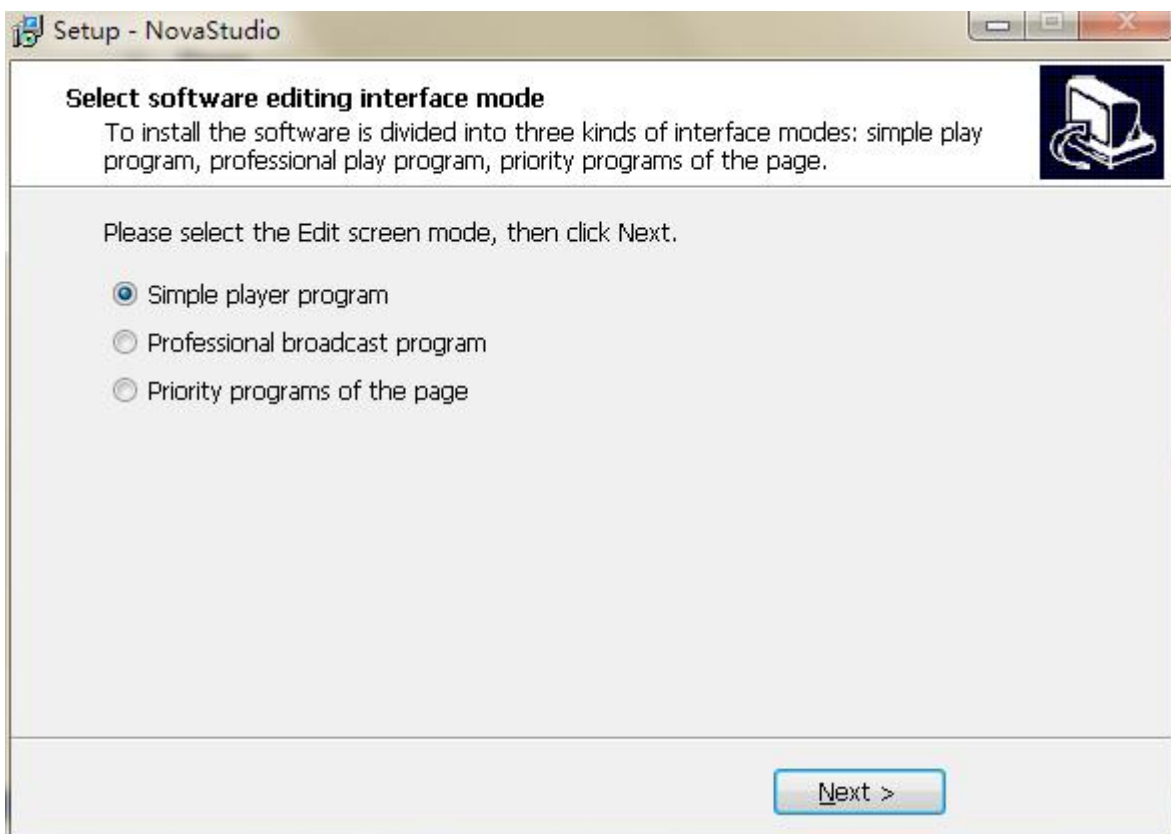 Setup - NovaStudio
Select software editing interface mode
To install the software is divided into three kinds of interface modes: simple play
program, professional play program, priority programs of the page.
Please select the Edit screen mode, then click Next.
Simple player program
Professional broadcast program
Priority programs of the page
Next >